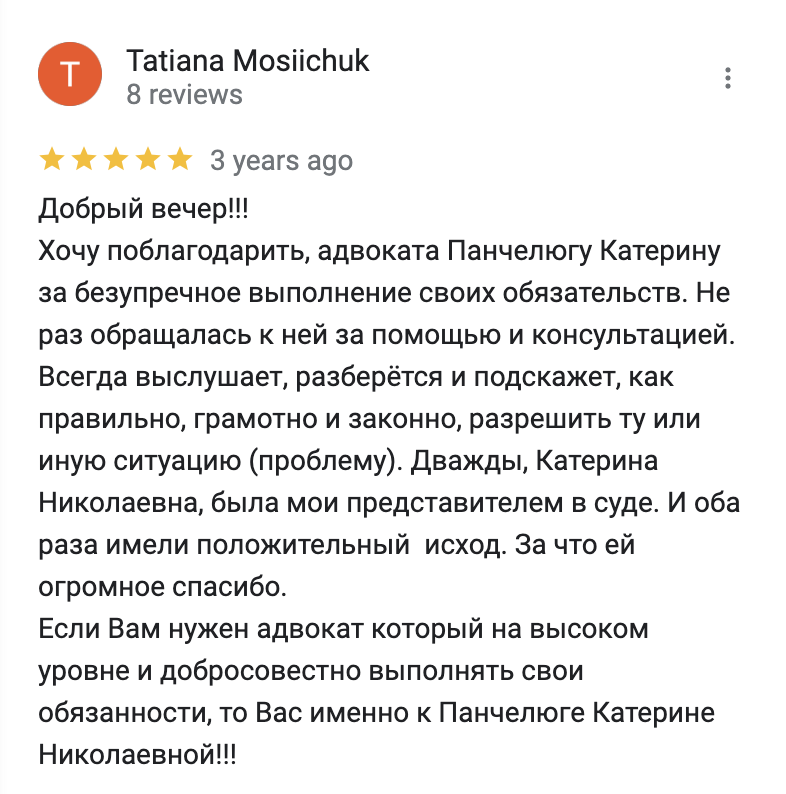 T
Tatiana Mosiichuk
8 reviews
3 years ago
Добрый вечер!!!
Хочу поблагодарить, адвоката Панчелюгу Катерину
за безупречное выполнение своих обязательств. Не
раз обращалась к ней за помощью и консультацией.
Всегда выслушает, разберётся и подскажет, как
правильно, грамотно и законно, разрешить ту или
иную ситуацию (проблему). Дважды, Катерина
Николаевна, была мои представителем в суде. И оба
раза имели положительный  исход. За что ей
огромное спасибо.
Если Вам нужен адвокат который на высоком
уровне и добросовестно выполнять свои
обязанности, то Вас именно к Панчелюге Катерине
Николаевной!!!